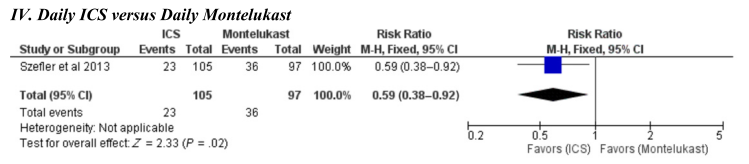 IV. Daily ICS versus Daily Montelukast
ICS Montelukast Risk Ratio Risk Ratio
Study or Subgroup Events Total Events Total Weight M-H, Fixed, 95% CI M-H, Fixed, 95% CI
Szefler et al 2013 23 105 36 97 100.0% 0.59 (0.38–0.92)
Total (95% CI) 105 97 100.0% 0.59 (0.38–0.92)
Total events 23 36
Heterogeneity: Not applicable
Test for overall effect: Z = 2.33 (P = .02)
0.2 0.5 1 2 5
Favors (ICS) Favors (Montelukast)